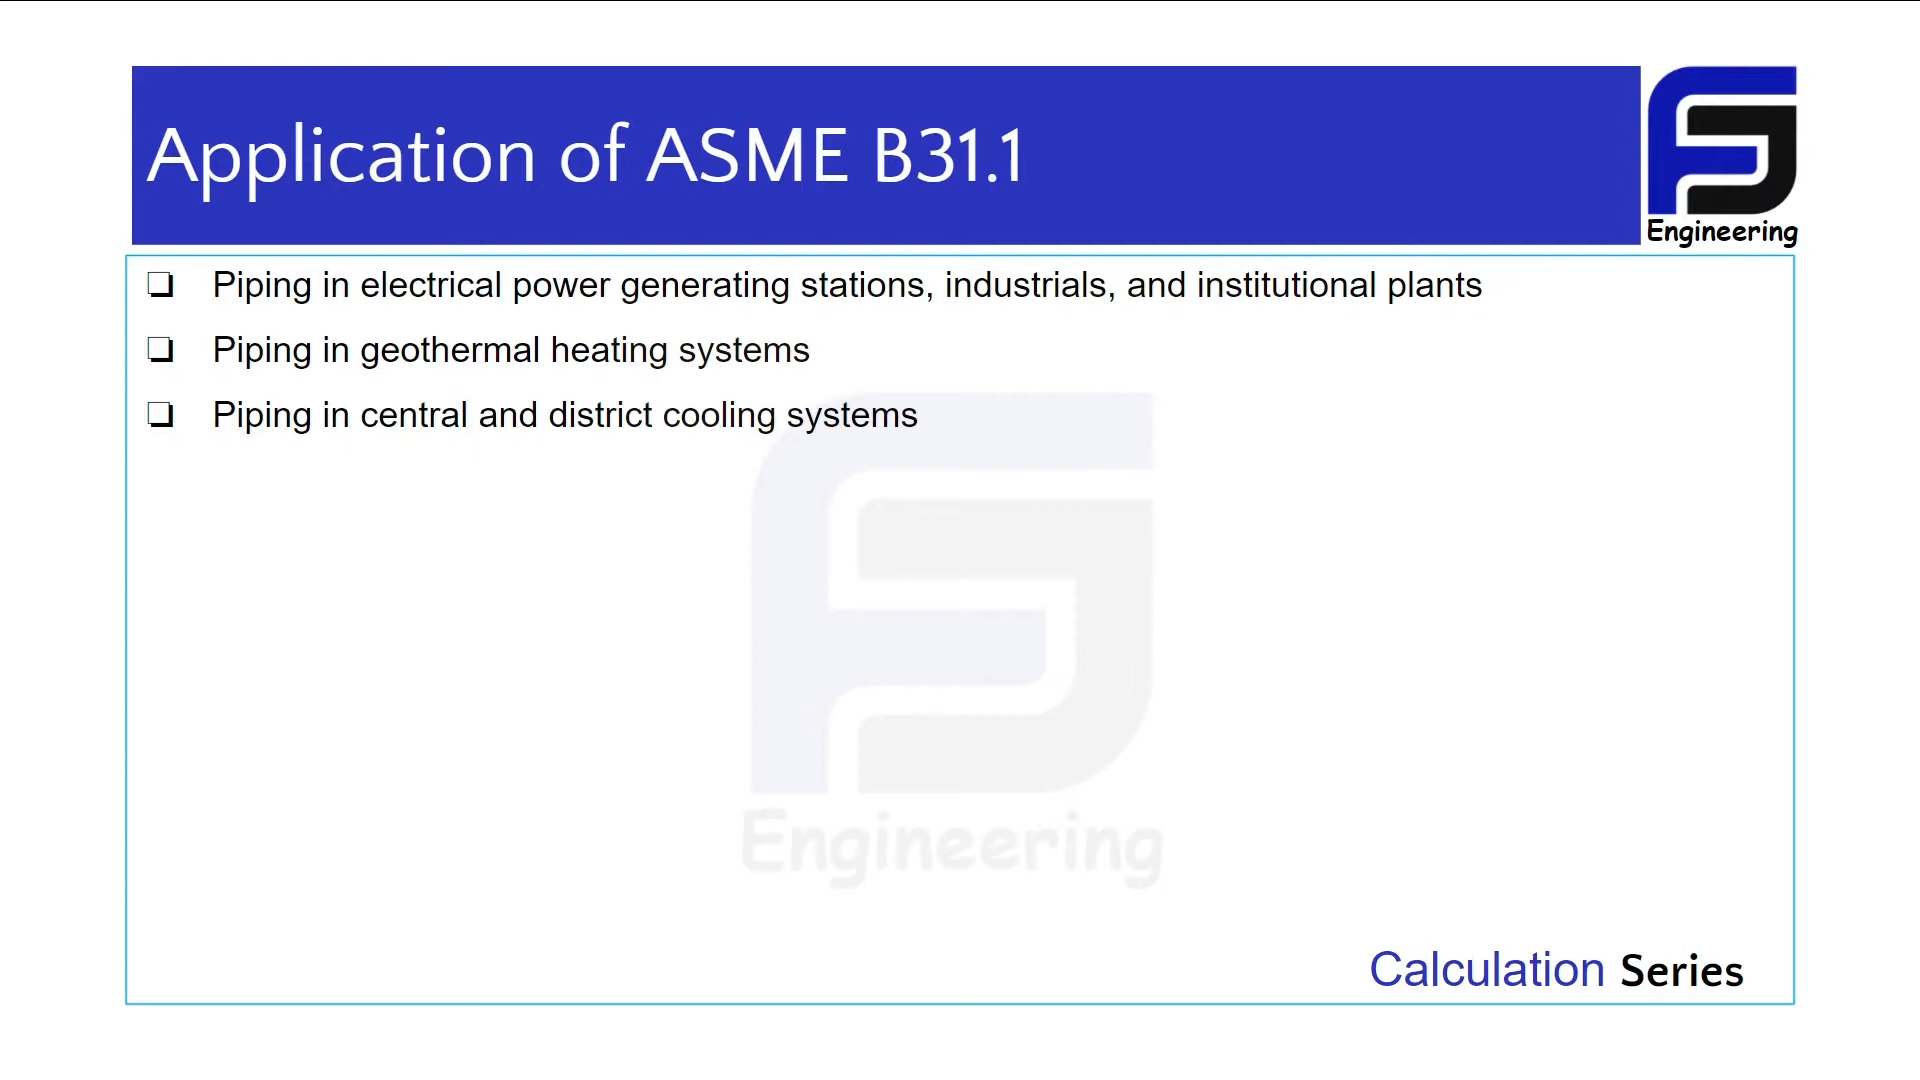 Application of ASME B31.1
Engineering
❏ Piping in electrical power generating stations, industrials, and institutional plants
❏ Piping in geothermal heating systems
❏ Piping in central and district cooling systems
Engineering
Calculation Series